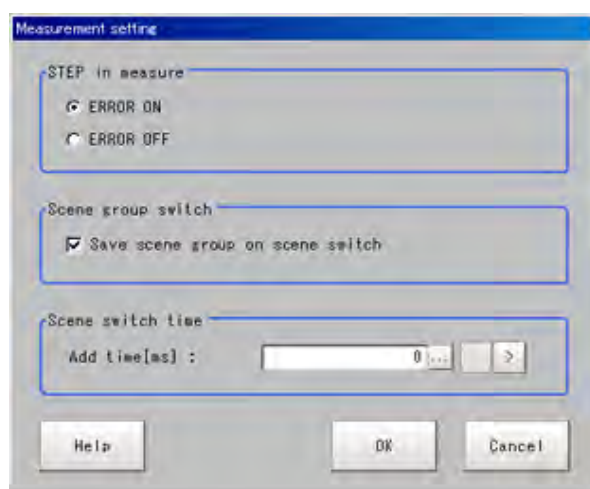 Measurement setting
STEP in measure
ERROR ON
ERROR OFF
Scene group switch
Save scene group on scene switch
Scene switch time
Add time[ms] : 0 ... >
Help OK Cancel